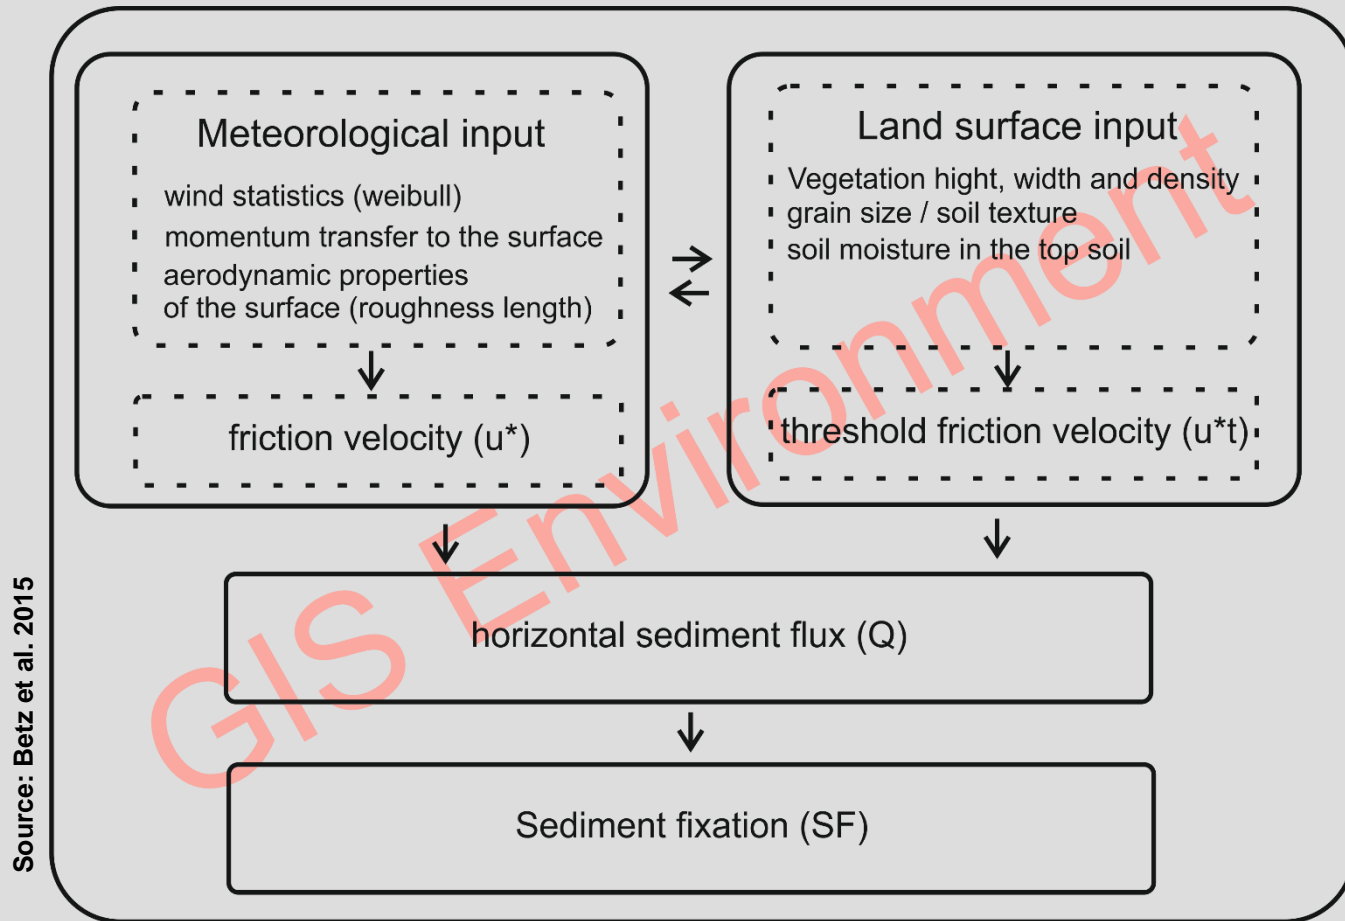 Meteorological input
wind statistics (weibull)
momentum transfer to the surface
aerodynamic properties
of the surface (roughness length)
friction velocity (u*)
Land surface input
Vegetation hight, width and density
grain size / soil texture
soil moisture in the top soil
threshold friction velocity (u*t)
horizontal sediment flux (Q)
Sediment fixation (SF)
GIS Environment
Source: Betz et al. 2015